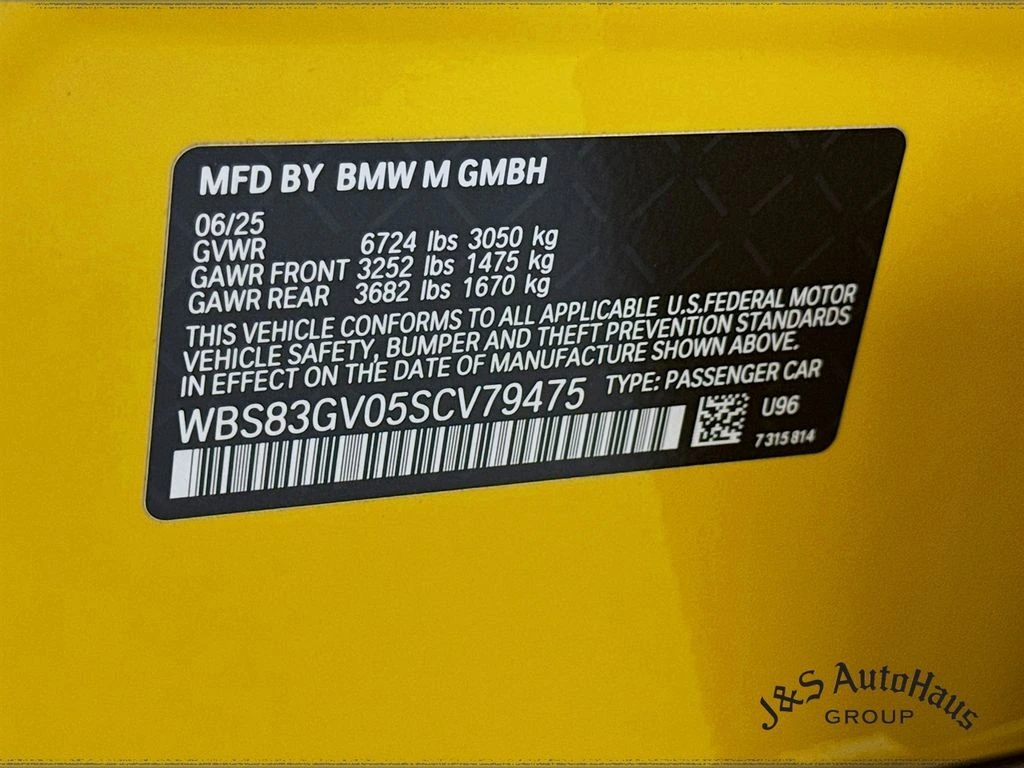 MFD BY BMW M GMBH
06/25
GVWR 6724 lbs 3050 kg
GAWR FRONT 3252 lbs 1475 kg
GAWR REAR 3682 lbs 1670 kg
THIS VEHICLE CONFORMS TO ALL APPLICABLE U.S.FEDERAL MOTOR
VEHICLE SAFETY, BUMPER AND THEFT PREVENTION STANDARDS
IN EFFECT ON THE DATE OF MANUFACTURE SHOWN ABOVE.
WBS83GV05SCV79475 TYPE: PASSENGER CAR
U96
7315814
J&S AutoHaus
GROUP